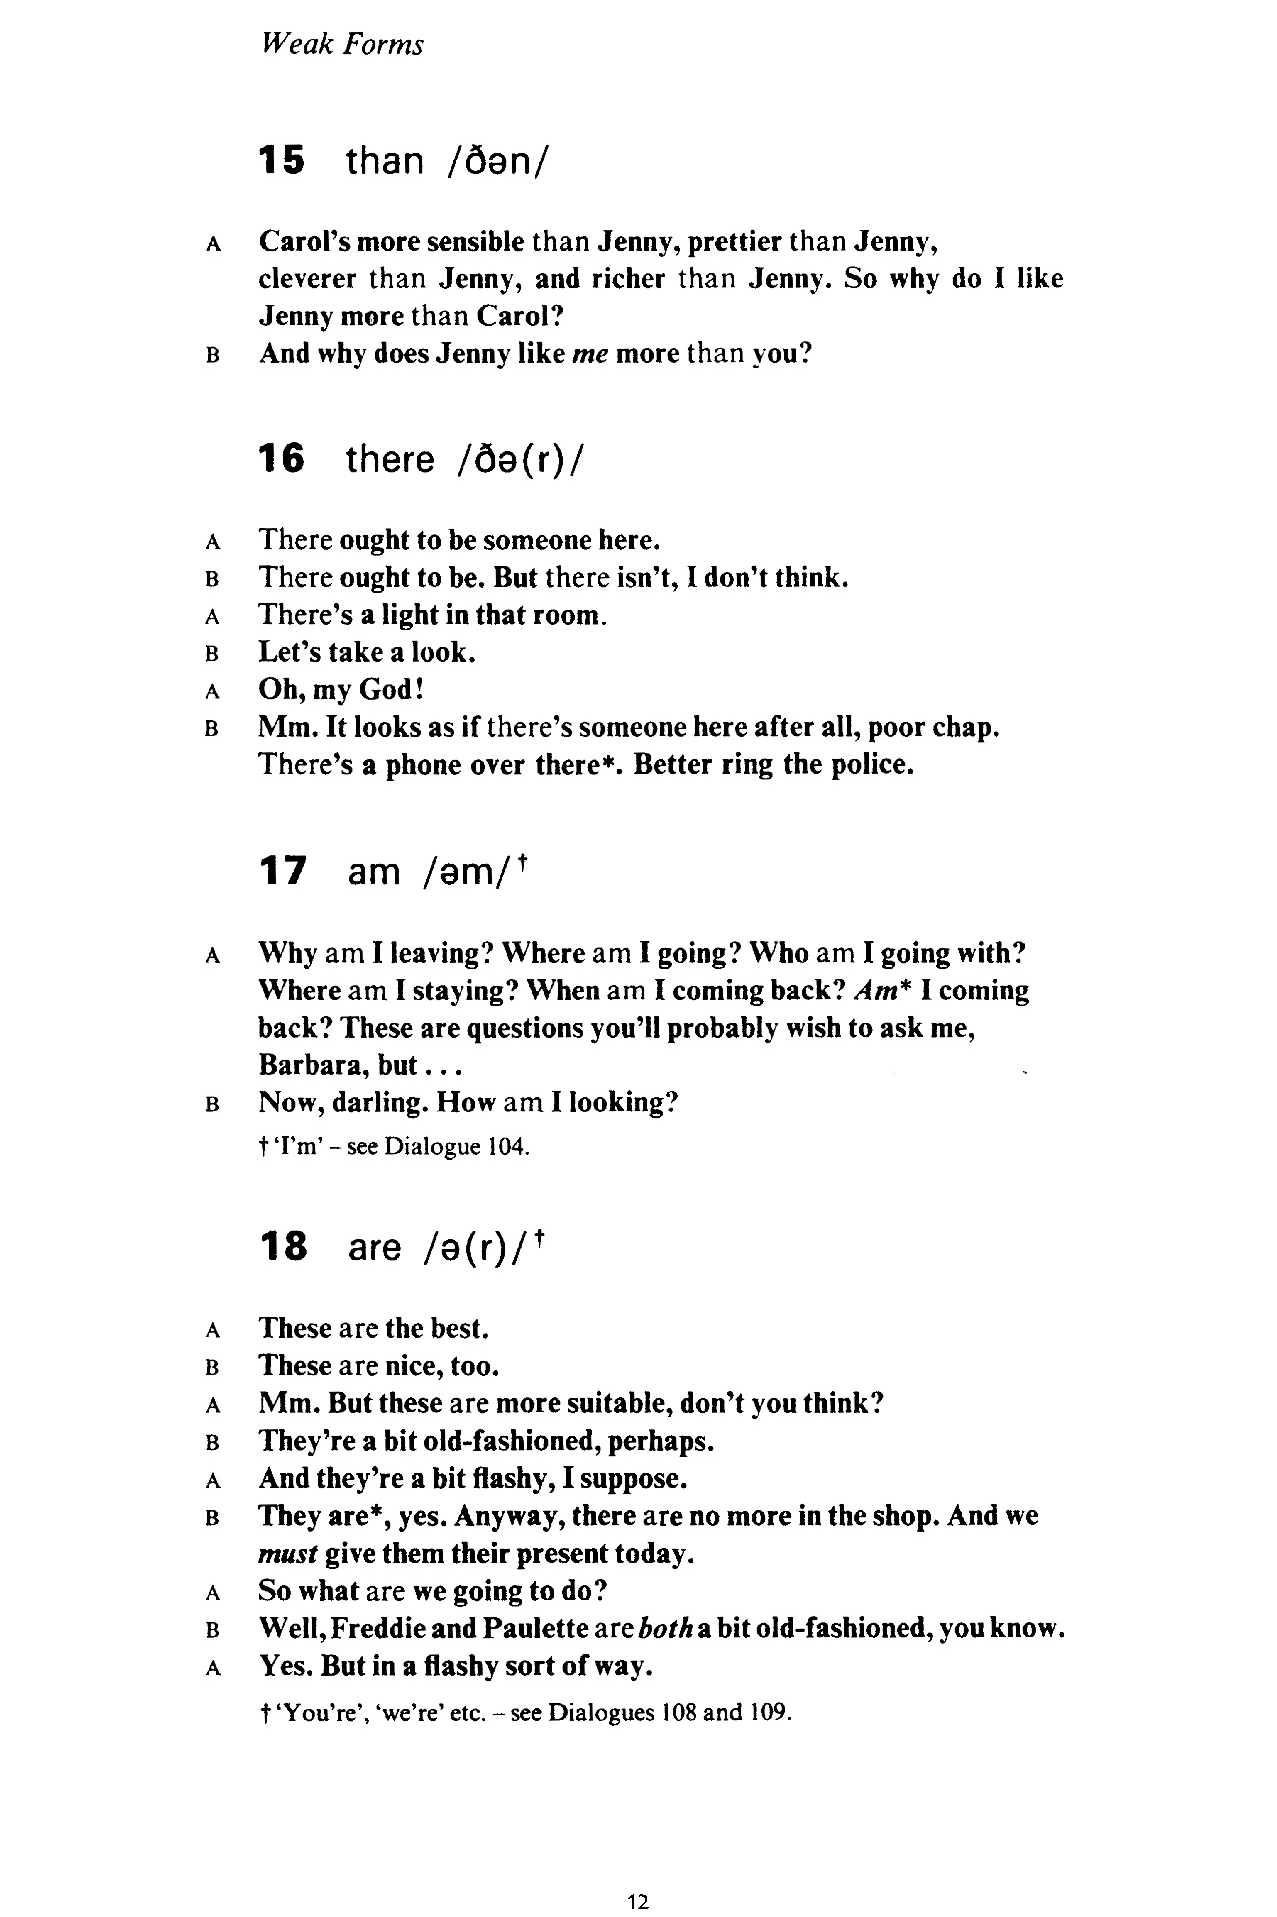 Weak Forms
15 than /ðən/
A Carol's more sensible than Jenny, prettier than Jenny,
cleverer than Jenny, and richer than Jenny. So why do I like
Jenny more than Carol?
B And why does Jenny like me more than you?
16 there /ðə(r)/
A There ought to be someone here.
B There ought to be. But there isn't, I don't think.
A There's a light in that room.
B Let's take a look.
A Oh, my God!
B Mm. It looks as if there's someone here after all, poor chap.
There's a phone over there*. Better ring the police.
17 am /əm/†
A Why am I leaving? Where am I going? Who am I going with?
Where am I staying? When am I coming back? Am* I coming
back? These are questions you'll probably wish to ask me,
Barbara, but . . .
B Now, darling. How am I looking?
† 'I'm' – see Dialogue 104.
18 are /ə(r)/†
A These are the best.
B These are nice, too.
A Mm. But these are more suitable, don't you think?
B They're a bit old-fashioned, perhaps.
A And they're a bit flashy, I suppose.
B They are*, yes. Anyway, there are no more in the shop. And we
must give them their present today.
A So what are we going to do?
B Well, Freddie and Paulette are both a bit old-fashioned, you know.
A Yes. But in a flashy sort of way.
† 'You're', 'we're' etc. – see Dialogues 108 and 109.
12